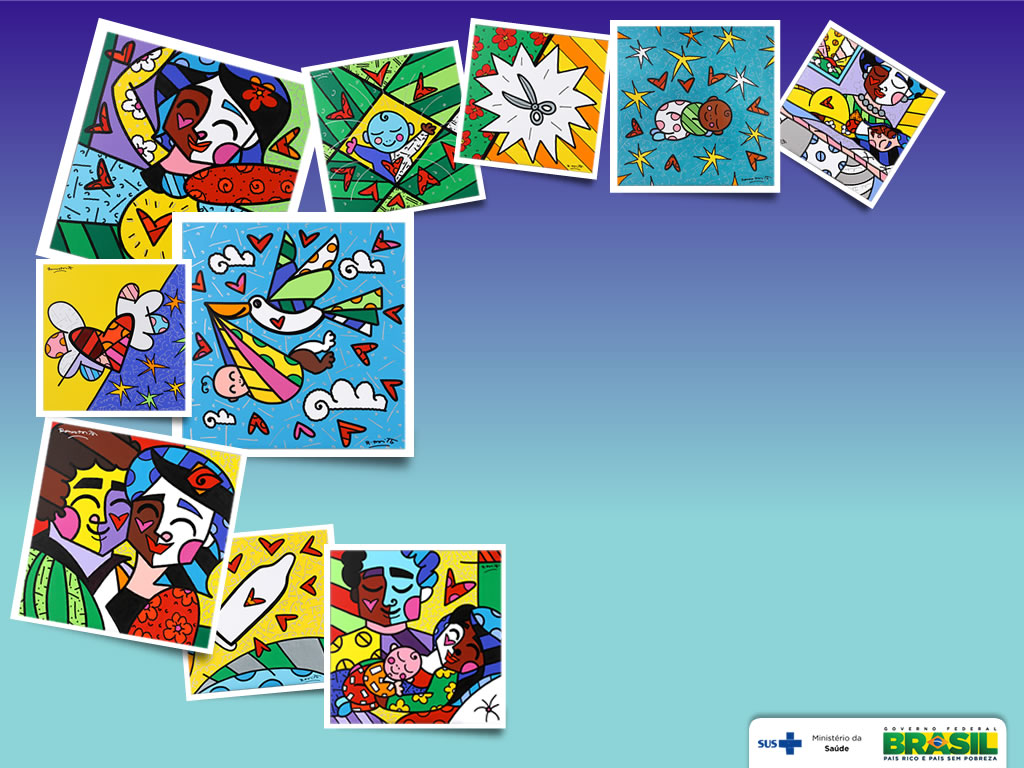 SUS
Ministério da
Saúde
GOVERNO FEDERAL
BRASIL
PAÍS RICO É PAÍS SEM POBREZA